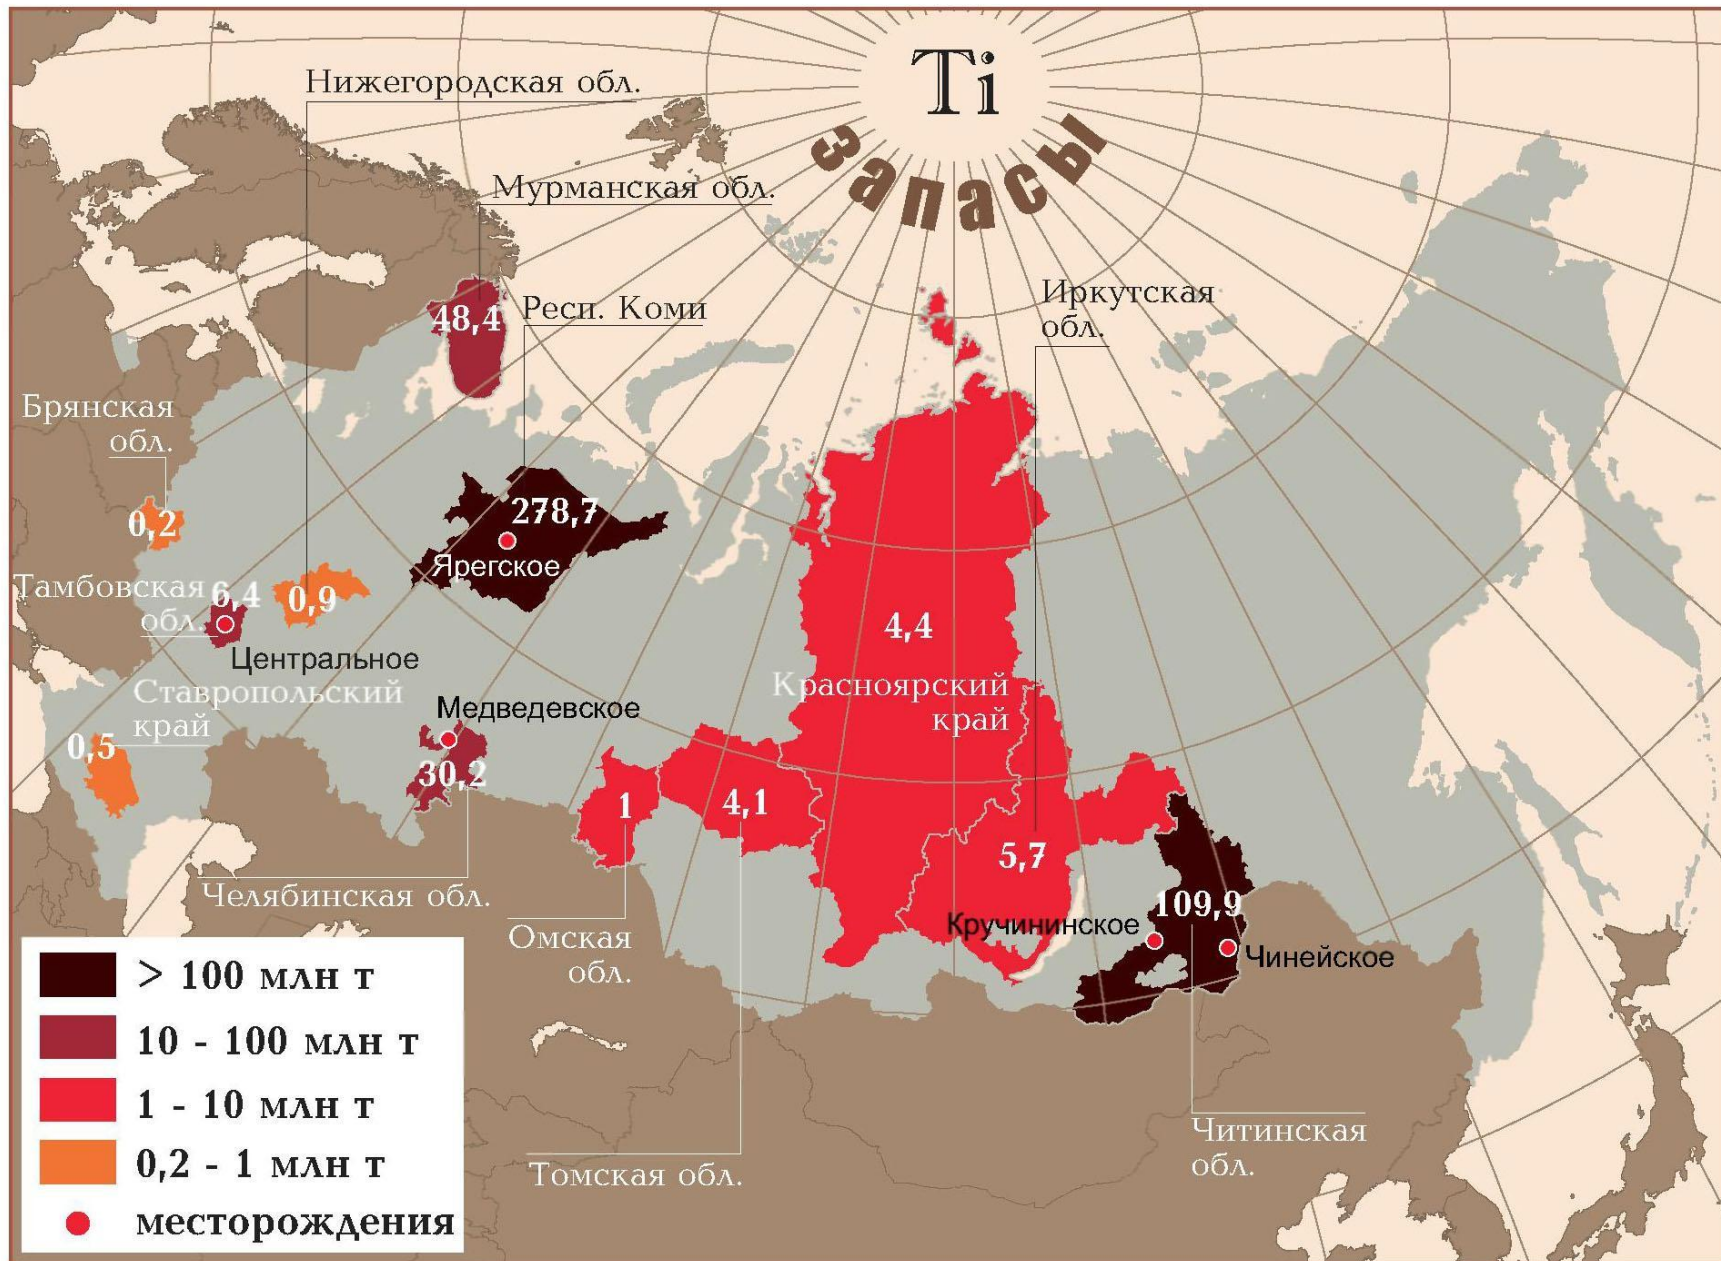 Ti
запасы
Нижегородская обл.
Мурманская обл.
Иркутская
обл.
Респ. Коми
48,4
Брянская
обл.
278,7
0,2
Ярегское
Тамбовская
обл.
6,4
0,9
4,4
Центральное
Ставропольский
край
Красноярский
край
Медведевское
0,5
30,2
1
4,1
5,7
Челябинская обл.
109,9
Кручининское
Чинейское
Омская
обл.
Читинская
обл.
Томская обл.
> 100 млн т
10 - 100 млн т
1 - 10 млн т
0,2 - 1 млн т
месторождения